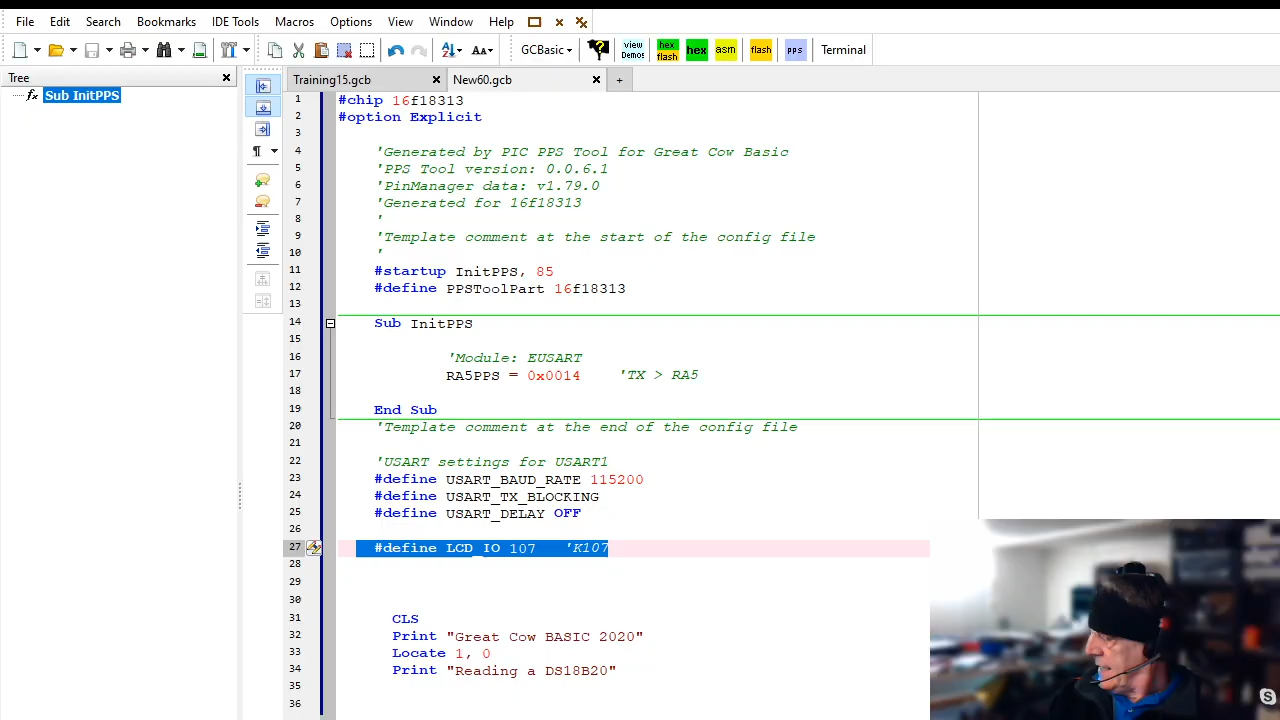 File Edit Search Bookmarks IDE Tools Macros Options View Window Help
GCBasic view Demos hex flash hex asm flash pps Terminal
Tree Training15.gcb New60.gcb
Sub InitPPS
1 #chip 16f18313
2 #option Explicit
3
4 'Generated by PIC PPS Tool for Great Cow Basic
5 'PPS Tool version: 0.0.6.1
6 'PinManager data: v1.79.0
7 'Generated for 16f18313
8 '
9 'Template comment at the start of the config file
10 '
11 #startup InitPPS, 85
12 #define PPSToolPart 16f18313
13
14 Sub InitPPS
15
16 'Module: EUSART
17 RA5PPS = 0x0014 'TX > RA5
18
19 End Sub
20 'Template comment at the end of the config file
21
22 'USART settings for USART1
23 #define USART_BAUD_RATE 115200
24 #define USART_TX_BLOCKING
25 #define USART_DELAY OFF
26
27 #define LCD_IO 107 'K107
28
29
30
31 CLS
32 Print "Great Cow BASIC 2020"
33 Locate 1, 0
34 Print "Reading a DS18B20"
35
36